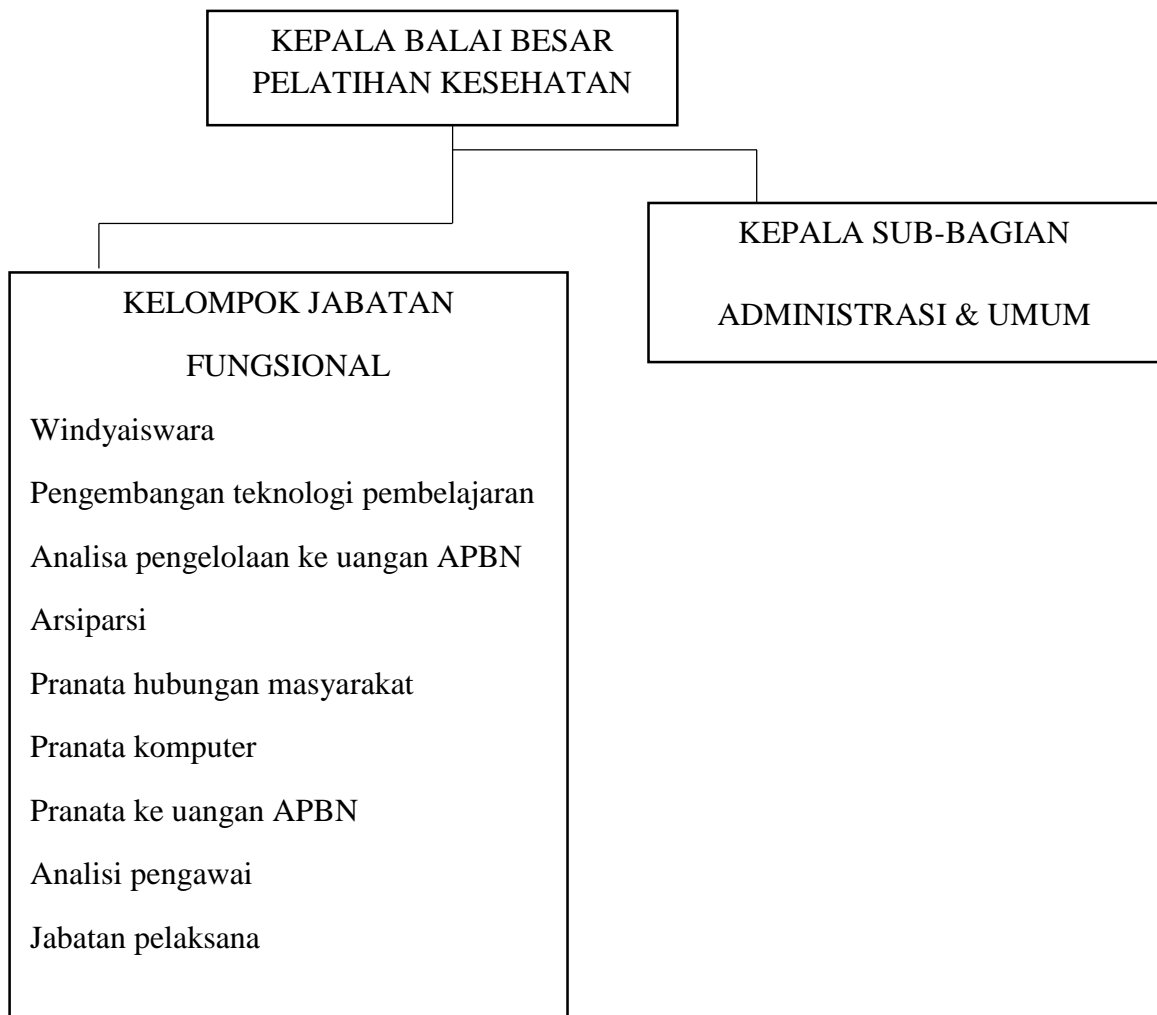 KEPALA BALAI BESAR
PELATIHAN KESEHATAN
KEPALA SUB-BAGIAN
ADMINISTRASI & UMUM
KELOMPOK JABATAN
FUNGSIONAL
Windyaiswara
Pengembangan teknologi pembelajaran
Analisa pengelolaan ke uangan APBN
Arsiparsi
Pranata hubungan masyarakat
Pranata komputer
Pranata ke uangan APBN
Analisi pengawai
Jabatan pelaksana